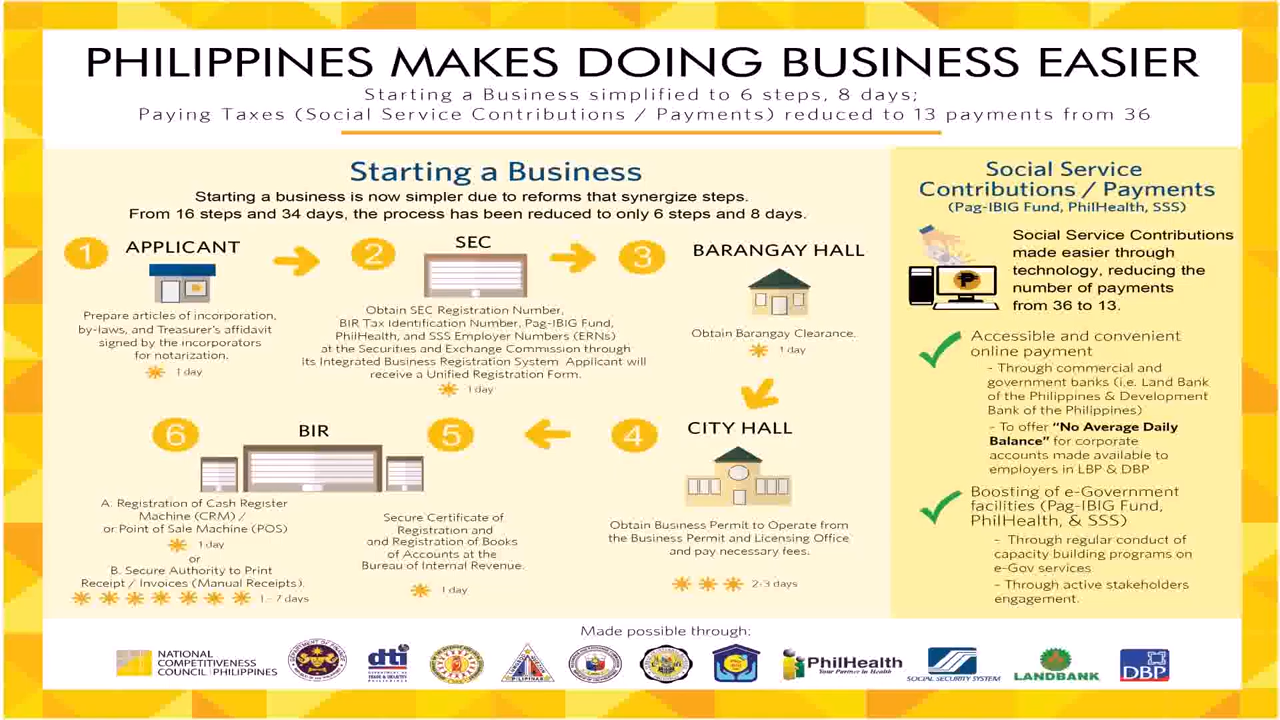 PHILIPPINES MAKES DOING BUSINESS EASIER
Starting a Business simplified to 6 steps, 8 days;
Paying Taxes (Social Service Contributions / Payments) reduced to 13 payments from 36
Starting a Business
Starting a business is now simpler due to reforms that synergize steps.
From 16 steps and 34 days, the process has been reduced to only 6 steps and 8 days.
1
APPLICANT
Prepare articles of incorporation,
by-laws, and Treasurer's affidavit
signed by the incorporators
for notarization.
1 day
2
SEC
Obtain SEC Registration Number,
BIR Tax Identification Number, Pag-IBIG Fund,
PhilHealth, and SSS Employer Numbers (ERNs)
at the Securities and Exchange Commission through
its Integrated Business Registration System Applicant will
receive a Unified Registration Form.
1 day
3
BARANGAY HALL
Obtain Barangay Clearance.
1 day
4
CITY HALL
Obtain Business Permit to Operate from
the Business Permit and Licensing Office
and pay necessary fees.
2-3 days
5
Secure Certificate of
Registration and
and Registration of Books
of Accounts at the
Bureau of Internal Revenue.
1 day
6
BIR
A. Registration of Cash Register
Machine (CRM) /
or Point of Sale Machine (POS)
1 day
or
B. Secure Authority to Print
Receipt / Invoices (Manual Receipts).
1 - 7 days
Social Service
Contributions / Payments
(Pag-IBIG Fund, PhilHealth, SSS)
Social Service Contributions
made easier through
technology, reducing the
number of payments
from 36 to 13.
Accessible and convenient
online payment
- Through commercial and
government banks (i.e. Land Bank
of the Philippines & Development
Bank of the Philippines)
- To offer "No Average Daily
Balance" for corporate
accounts made available to
employers in LBP & DBP
Boosting of e-Government
facilities (Pag-IBIG Fund,
PhilHealth, & SSS)
- Through regular conduct of
capacity building programs on
e-Gov services
- Through active stakeholders
engagement.
Made possible through:
NATIONAL
COMPETITIVENESS
COUNCIL PHILIPPINES
dti
DEPARTMENT OF
TRADE & INDUSTRY
PHILIPPINES
PILIPINAS
PhilHealth
Your Partner in Health
SOCIAL SECURITY SYSTEM
LANDBANK
DBP